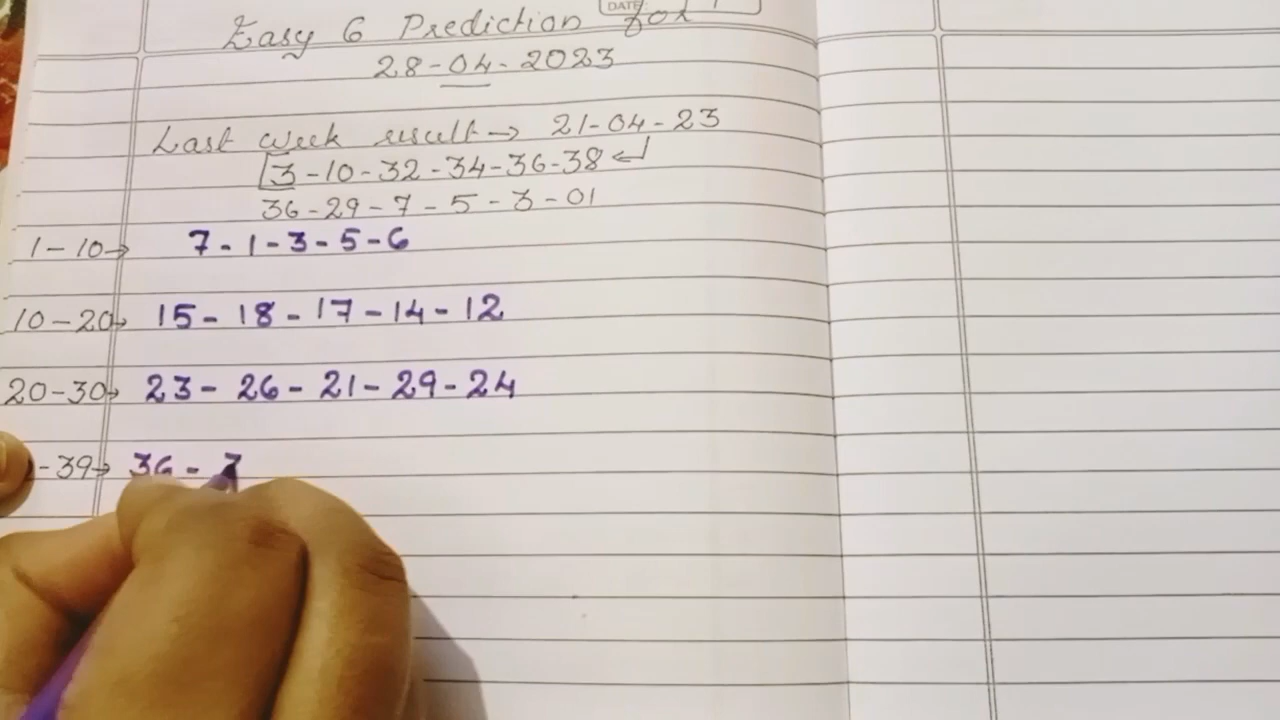 DATE
Easy 6 Prediction for
28-04-2023
Last week result → 21-04-23
3-10-32-34-36-38
36-29-7-5-3-01
1-10→ 7-1-3-5-6
10-20→ 15-18-17-14-12
20-30→ 23-26-21-29-24
-39→ 36-3